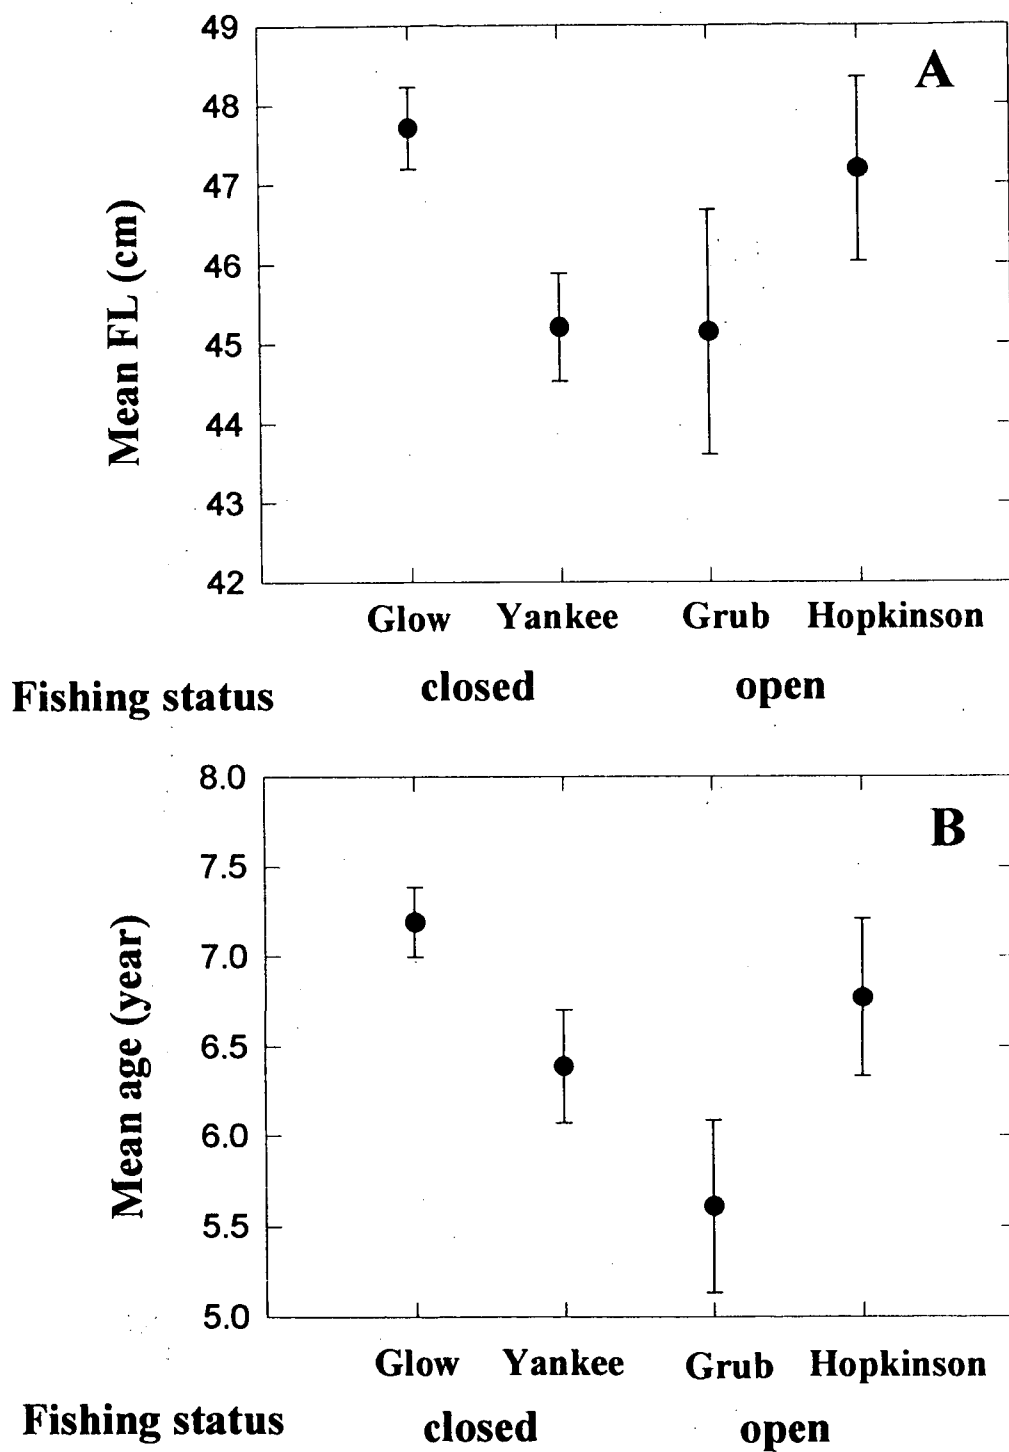 49
A
48
47
46
45
44
43
42
Mean FL (cm)
Glow Yankee Grub Hopkinson
Fishing status closed open
8.0
B
7.5
7.0
6.5
6.0
5.5
5.0
Mean age (year)
Glow Yankee Grub Hopkinson
Fishing status closed open